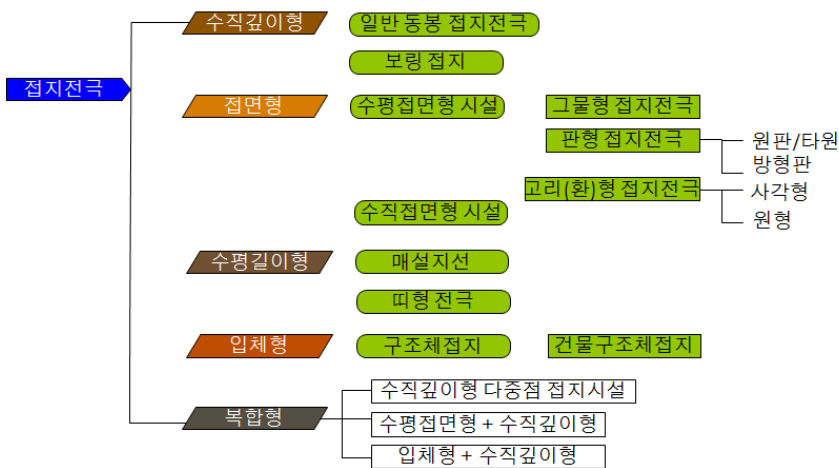 수직깊이형
일반 동봉 접지전극
보링 접지
접지전극
접면형
수평접면형 시설
그물형 접지전극
판형 접지전극
원판/타원
방형판
고리(환)형 접지전극
사각형
수직접면형 시설
원형
수평길이형
매설지선
띠형 전극
입체형
구조체접지
건물구조체접지
수직깊이형 다중점 접지시설
복합형
수평접면형 + 수직깊이형
입체형 + 수직깊이형